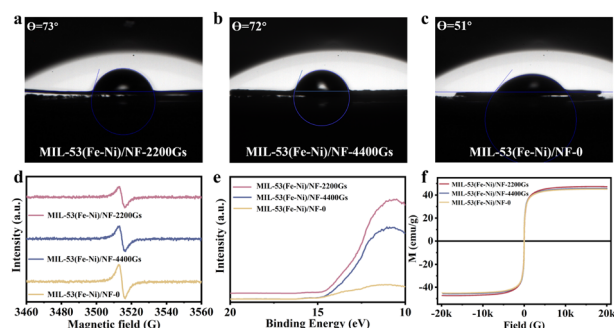 a
ϴ=73°
MIL-53(Fe-Ni)/NF-2200Gs
b
ϴ=72°
MIL-53(Fe-Ni)/NF-4400Gs
c
ϴ=51°
MIL-53(Fe-Ni)/NF-0
d
Intensity (a.u.)
MIL-53(Fe-Ni)/NF-2200Gs
MIL-53(Fe-Ni)/NF-4400Gs
MIL-53(Fe-Ni)/NF-0
3460 3480 3500 3520 3540 3560
Magnetic field (G)
e
Intensity (a.u.)
MIL-53(Fe-Ni)/NF-2200Gs
MIL-53(Fe-Ni)/NF-4400Gs
MIL-53(Fe-Ni)/NF-0
20 15 10
Binding Energy (eV)
f
M (emu/g)
40
0
-40
MIL-53(Fe-Ni)/NF-2200Gs
MIL-53(Fe-Ni)/NF-4400Gs
MIL-53(Fe-Ni)/NF-0
-20k -10k 0 10k 20k
Field (G)